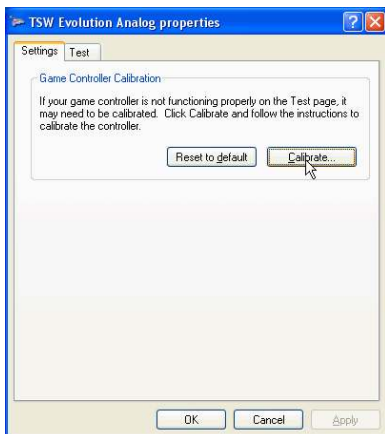 TSW Evolution Analog properties
Settings Test
Game Controller Calibration
If your game controller is not functioning properly on the Test page, it
may need to be calibrated. Click Calibrate and follow the instructions to
calibrate the controller.
Reset to default Calibrate...
OK Cancel Apply